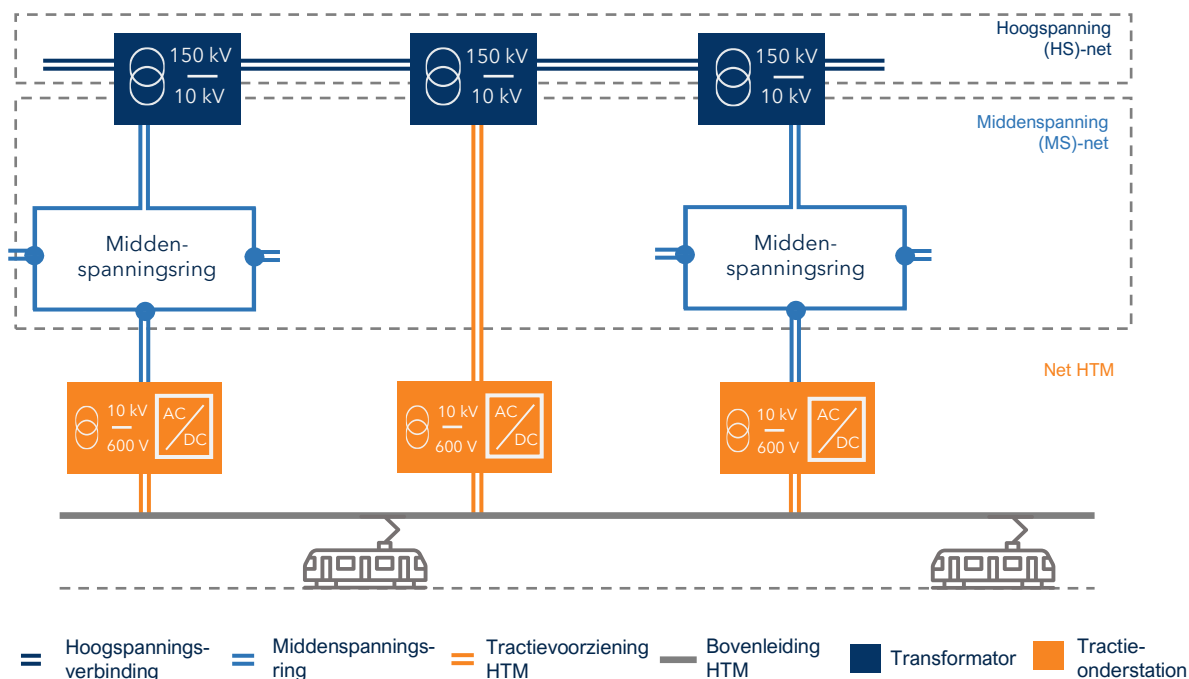 Hoogspanning
(HS)-net
150 kV
10 kV
150 kV
10 kV
150 kV
10 kV
Middenspanning
(MS)-net
Midden-
spanningsring
Midden-
spanningsring
Net HTM
10 kV
600 V
AC
DC
10 kV
600 V
AC
DC
10 kV
600 V
AC
DC
Hoogspannings-
verbinding
Middenspannings-
ring
Tractievoorziening
HTM
Bovenleiding
HTM
Transformator
Tractie-
onderstation